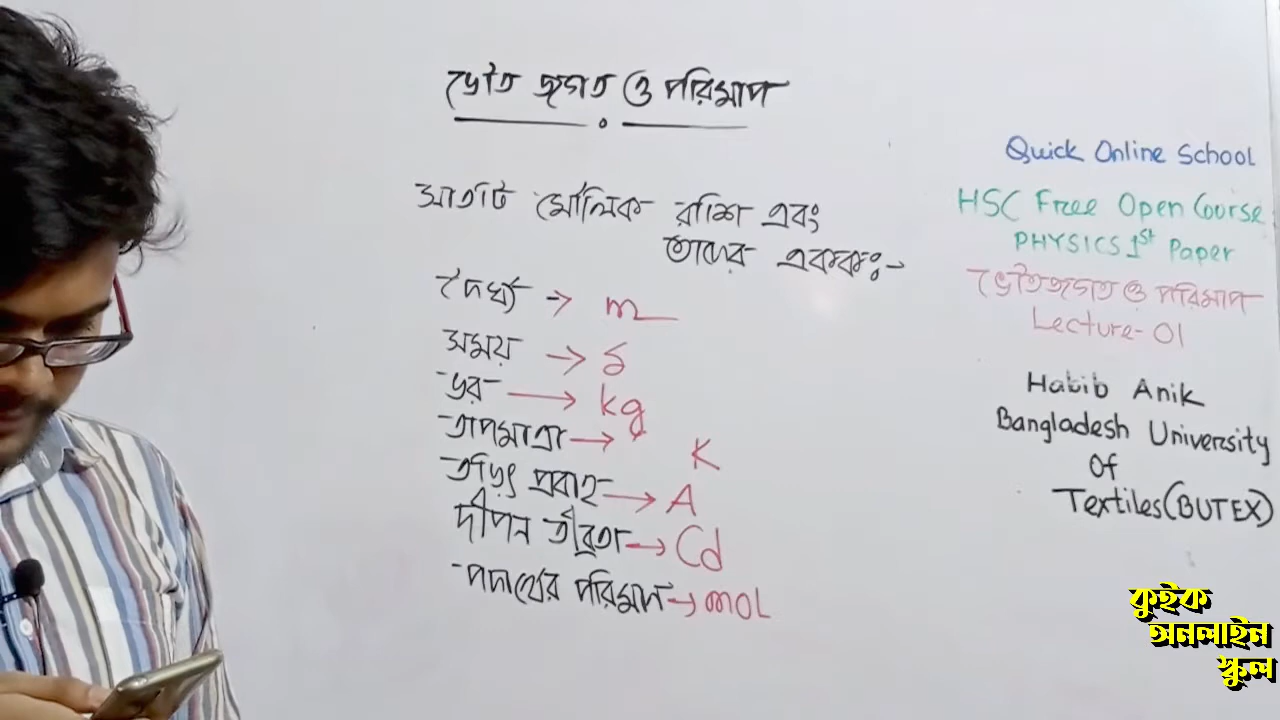 ভৌত জগত ও পরিমাপ
সাতটি মৌলিক রাশি এবং
তাদের এককঃ-
দৈর্ঘ্য → m
সময় → s
ভর → kg
তাপমাত্রা → K
তড়িৎ প্রবাহ → A
দীপন তীব্রতা → Cd
পদার্থের পরিমাণ → mol
Quick Online School
HSC Free Open Course
PHYSICS 1st Paper
ভৌতজগত ও পরিমাপ
Lecture- 01
Habib Anik
Bangladesh University
Of
Textiles(BUTEX)
কুইক
অনলাইন
স্কুল